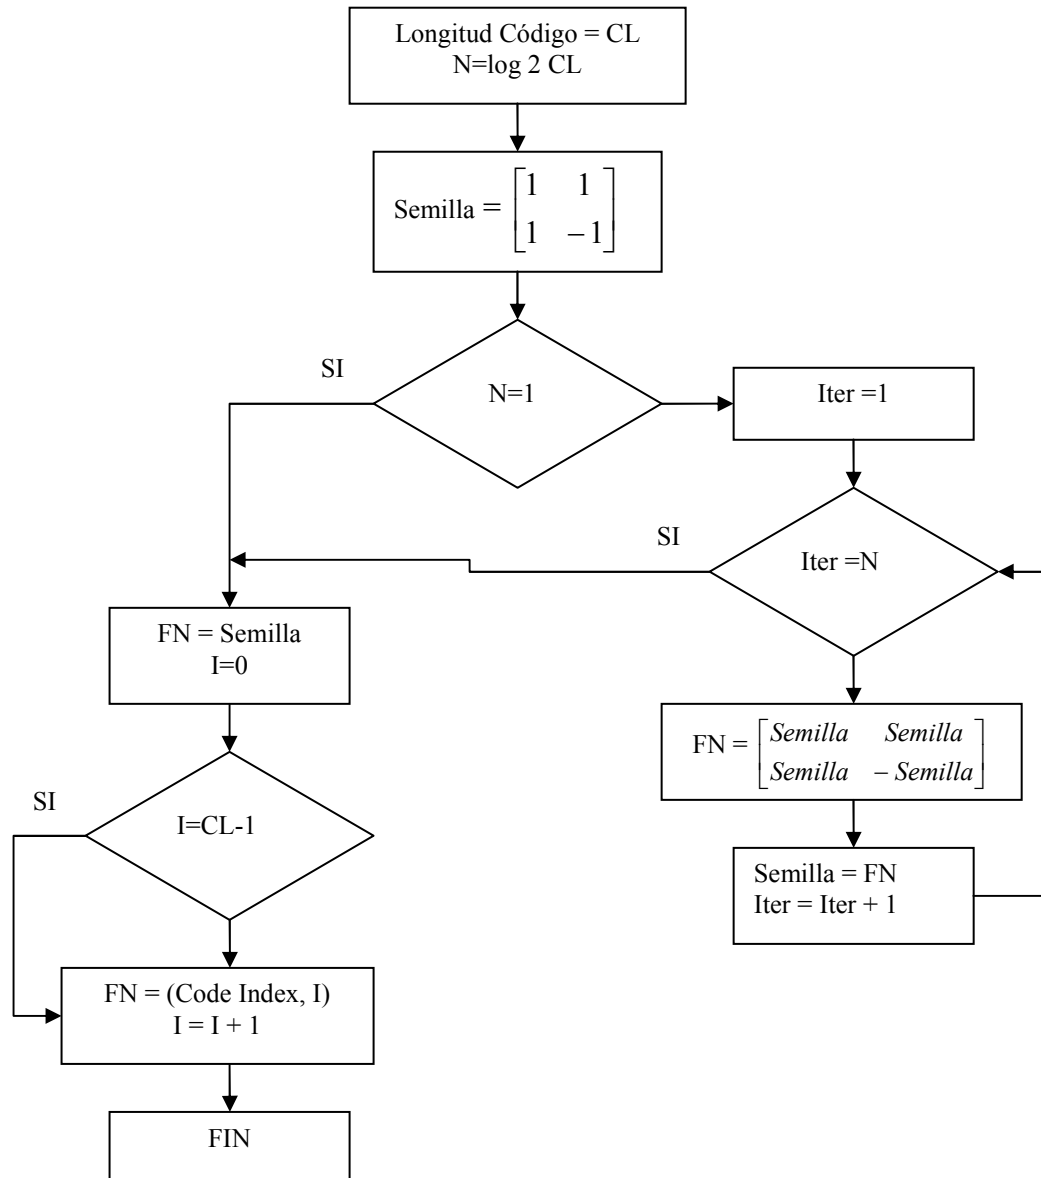 Longitud Código = CL
N=log 2 CL
Semilla = [1 1
1 −1]
SI
N=1
Iter =1
SI
Iter =N
FN = Semilla
I=0
FN = [Semilla Semilla
Semilla − Semilla]
SI
I=CL-1
Semilla = FN
Iter = Iter + 1
FN = (Code Index, I)
I = I + 1
FIN